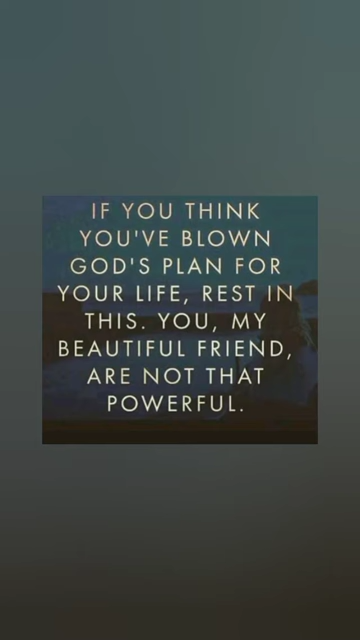 IF YOU THINK
YOU'VE BLOWN
GOD'S PLAN FOR
YOUR LIFE, REST IN
THIS. YOU, MY
BEAUTIFUL FRIEND,
ARE NOT THAT
POWERFUL.